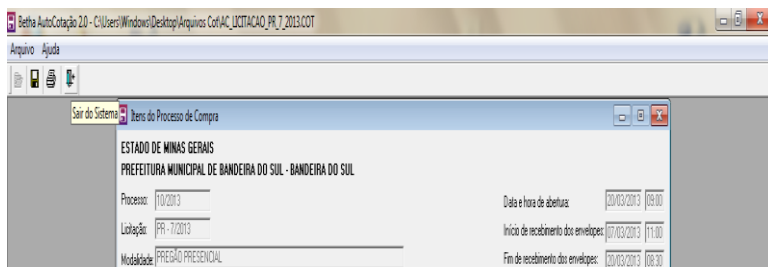 Betha AutoCotação 2.0 - C:\Users\Windows\Desktop\Arquivos Cot\AC_LICITACAO_PR_7_2013.COT
Arquivo Ajuda
Sair do Sistema
Itens do Processo de Compra
ESTADO DE MINAS GERAIS
PREFEITURA MUNICIPAL DE BANDEIRA DO SUL - BANDEIRA DO SUL
Processo: 10/2013 Data e hora de abertura: 20/03/2013 09:00
Licitação: PR - 7/2013 Início de recebimento dos envelopes: 07/03/2013 11:00
Modalidade: PREGÃO PRESENCIAL Fim de recebimento dos envelopes: 20/03/2013 08:30